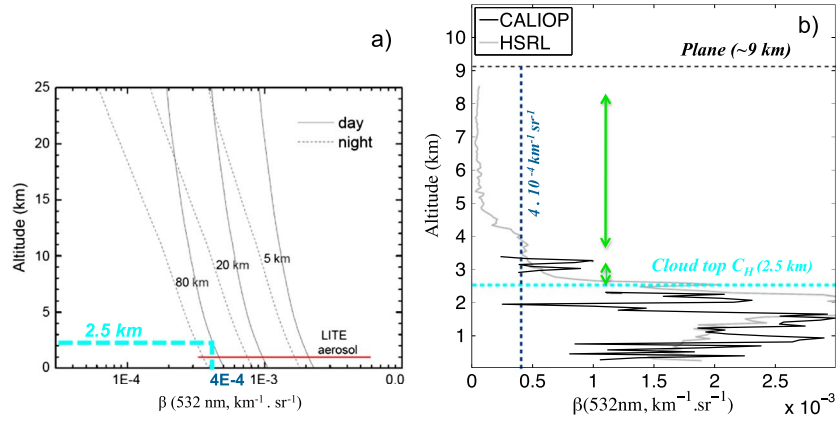 a)
25
20
15
10
5
0
Altitude (km)
day
night
5 km
20 km
80 km
LITE
aerosol
2.5 km
1E-4
4E-4
1E-3
0.0
β (532 nm, km⁻¹ . sr⁻¹)
b)
CALIOP
HSRL
Plane (~9 km)
4 . 10⁻⁴ km⁻¹ sr⁻¹
Cloud top C_H (2.5 km)
11
10
9
8
7
6
5
4
3
2
1
Altitude (km)
0
0.5
1
1.5
2
2.5
x 10⁻³
β(532nm, km⁻¹.sr⁻¹)